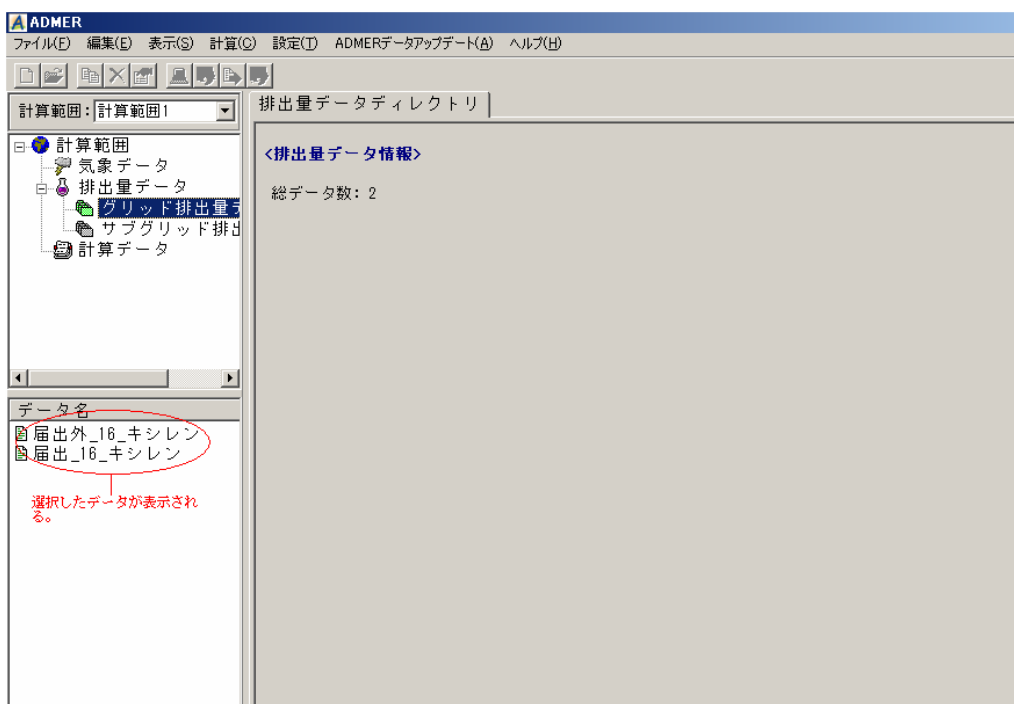 ADMER
ファイル(F) 編集(E) 表示(S) 計算(C) 設定(T) ADMERデータアップデート(A) ヘルプ(H)
計算範囲: 計算範囲1
排出量データディレクトリ
計算範囲
気象データ
排出量データ
グリッド排出量デ
サブグリッド排出
計算データ
<排出量データ情報>
総データ数: 2
データ名
届出外_16_キシレン
届出_16_キシレン
選択したデータが表示され
る。